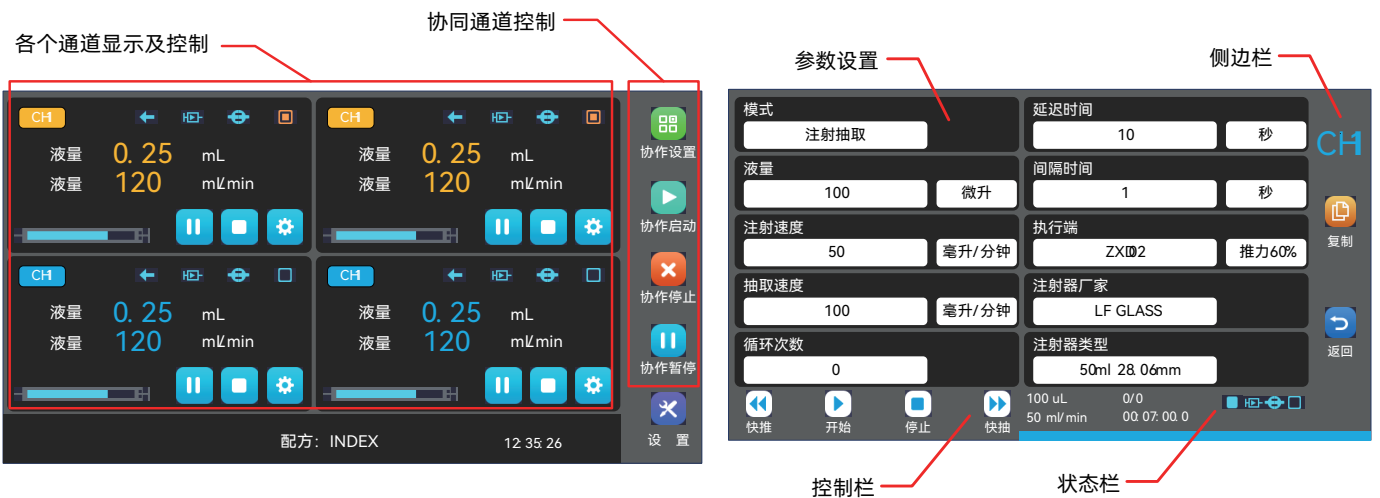 各个通道显示及控制
协同通道控制
CH1
液量 0.25 mL
液量 120 ml/min
CH1
液量 0.25 mL
液量 120 ml/min
CH1
液量 0.25 mL
液量 120 ml/min
CH1
液量 0.25 mL
液量 120 ml/min
协作设置
协作启动
协作停止
协作暂停
设 置
配方：INDEX 12:35:26
参数设置
侧边栏
模式
注射抽取
液量
100 微升
注射速度
50 毫升/分钟
抽取速度
100 毫升/分钟
循环次数
0
延迟时间
10 秒
间隔时间
1 秒
执行端
ZXD02 推力60%
注射器厂家
LF GLASS
注射器类型
50ml 28.06mm
CH1
复制
返回
快推 开始 停止 快抽
100 uL 0/0
50 ml/min 00:07:00.0
控制栏
状态栏